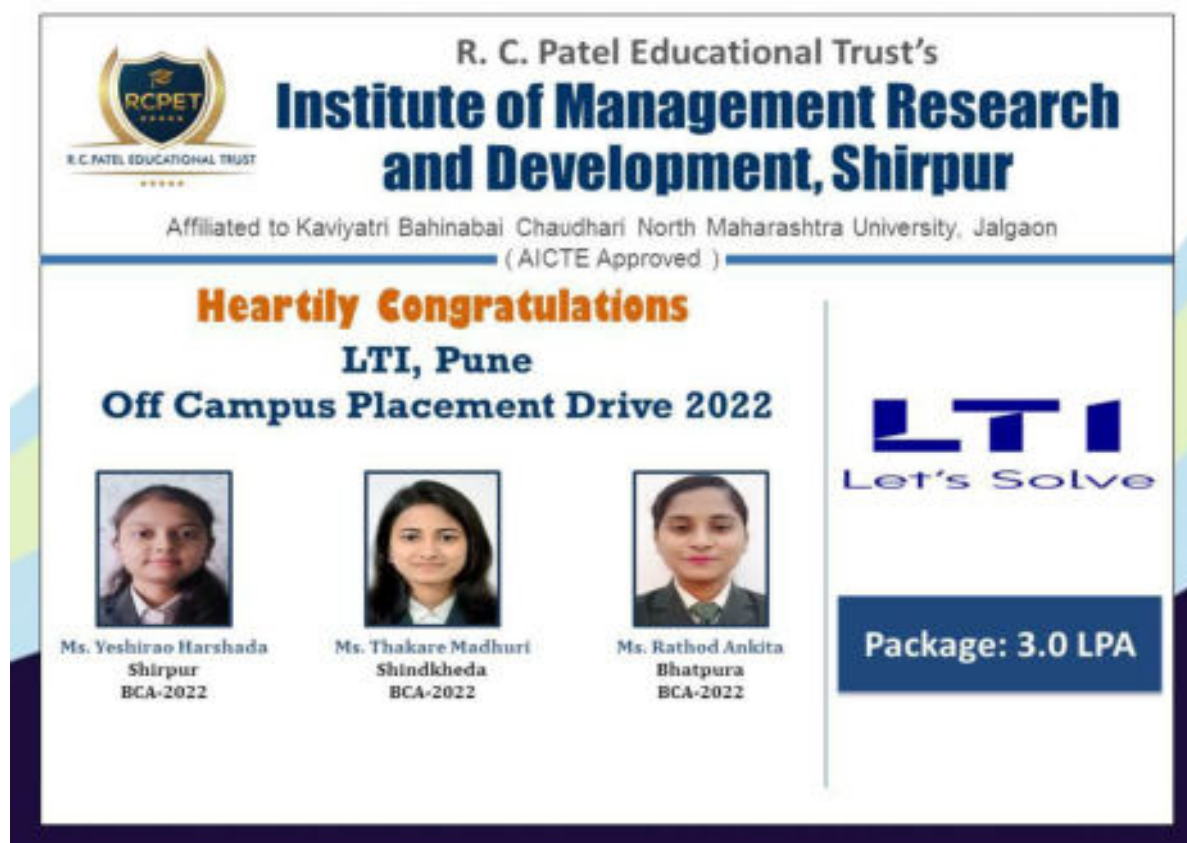 RCPET
R. C. PATEL EDUCATIONAL TRUST
R. C. Patel Educational Trust's
Institute of Management Research
and Development, Shirpur
Affiliated to Kaviyatri Bahinabai Chaudhari North Maharashtra University, Jalgaon
( AICTE Approved )
Heartily Congratulations
LTI, Pune
Off Campus Placement Drive 2022
LTI
Let's Solve
Ms. Yeshirao Harshada
Shirpur
BCA-2022
Ms. Thakare Madhuri
Shindkheda
BCA-2022
Ms. Rathod Ankita
Bhatpura
BCA-2022
Package: 3.0 LPA